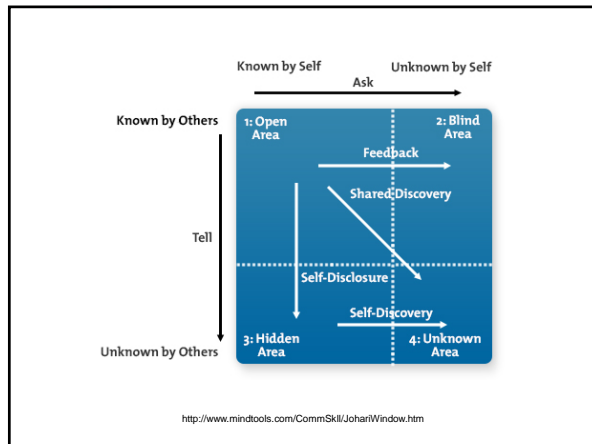 Known by Self
Unknown by Self
Ask
Known by Others
1: Open
Area
2: Blind
Area
Feedback
Shared Discovery
Tell
Self-Disclosure
Self-Discovery
3: Hidden
Area
4: Unknown
Area
Unknown by Others
http://www.mindtools.com/CommSkll/JohariWindow.htm